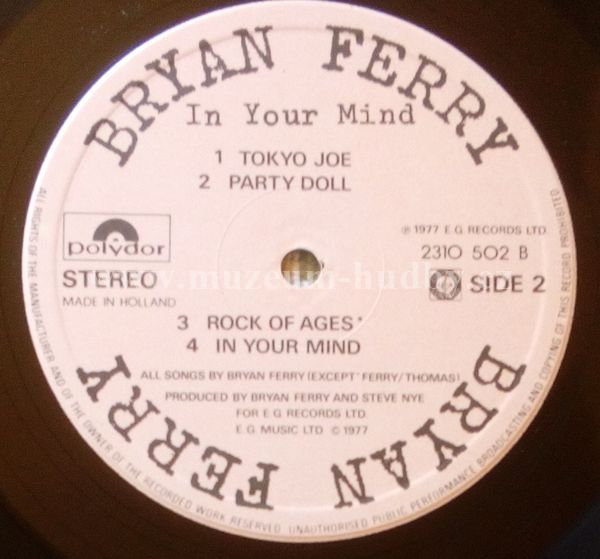 BRYAN FERRY
In Your Mind
1 TOKYO JOE
2 PARTY DOLL
polydor
℗ 1977 E.G RECORDS LTD
2310 502 B
STEREO
SIDE 2
MADE IN HOLLAND
www.muzeum-hudby.cz
3 ROCK OF AGES*
4 IN YOUR MIND
ALL SONGS BY BRYAN FERRY (EXCEPT* FERRY/THOMAS)
PRODUCED BY BRYAN FERRY AND STEVE NYE
FOR E G RECORDS LTD
E G MUSIC LTD © 1977
BRYAN FERRY
ALL RIGHTS OF THE MANUFACTURER AND OF THE OWNER OF THE RECORDED WORK RESERVED. UNAUTHORISED PUBLIC PERFORMANCE BROADCASTING AND COPYING OF THIS RECORD PROHIBITED